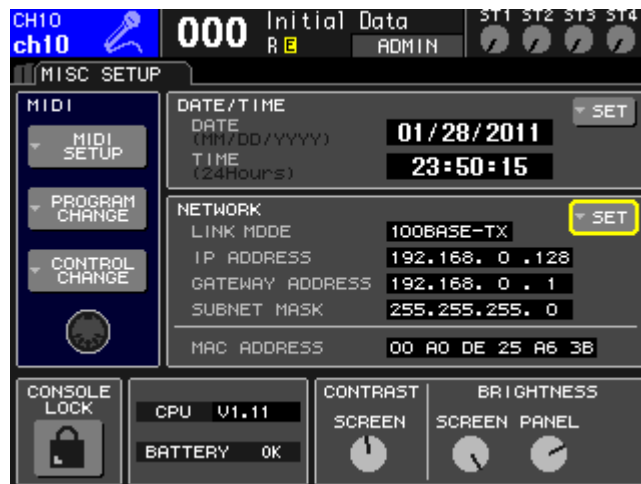 CH10
ch10
000
Initial Data
R E
ADMIN
ST1 ST2 ST3 ST4
MISC SETUP
MIDI
MIDI SETUP
PROGRAM CHANGE
CONTROL CHANGE
DATE/TIME
SET
DATE
(MM/DD/YYYY)
01/28/2011
TIME
(24Hours)
23:50:15
NETWORK
SET
LINK MODE
100BASE-TX
IP ADDRESS
192.168. 0 .128
GATEWAY ADDRESS
192.168. 0 . 1
SUBNET MASK
255.255.255. 0
MAC ADDRESS
00 A0 DE 25 A6 3B
CONSOLE LOCK
CPU V1.11
BATTERY OK
CONTRAST
SCREEN
BRIGHTNESS
SCREEN PANEL